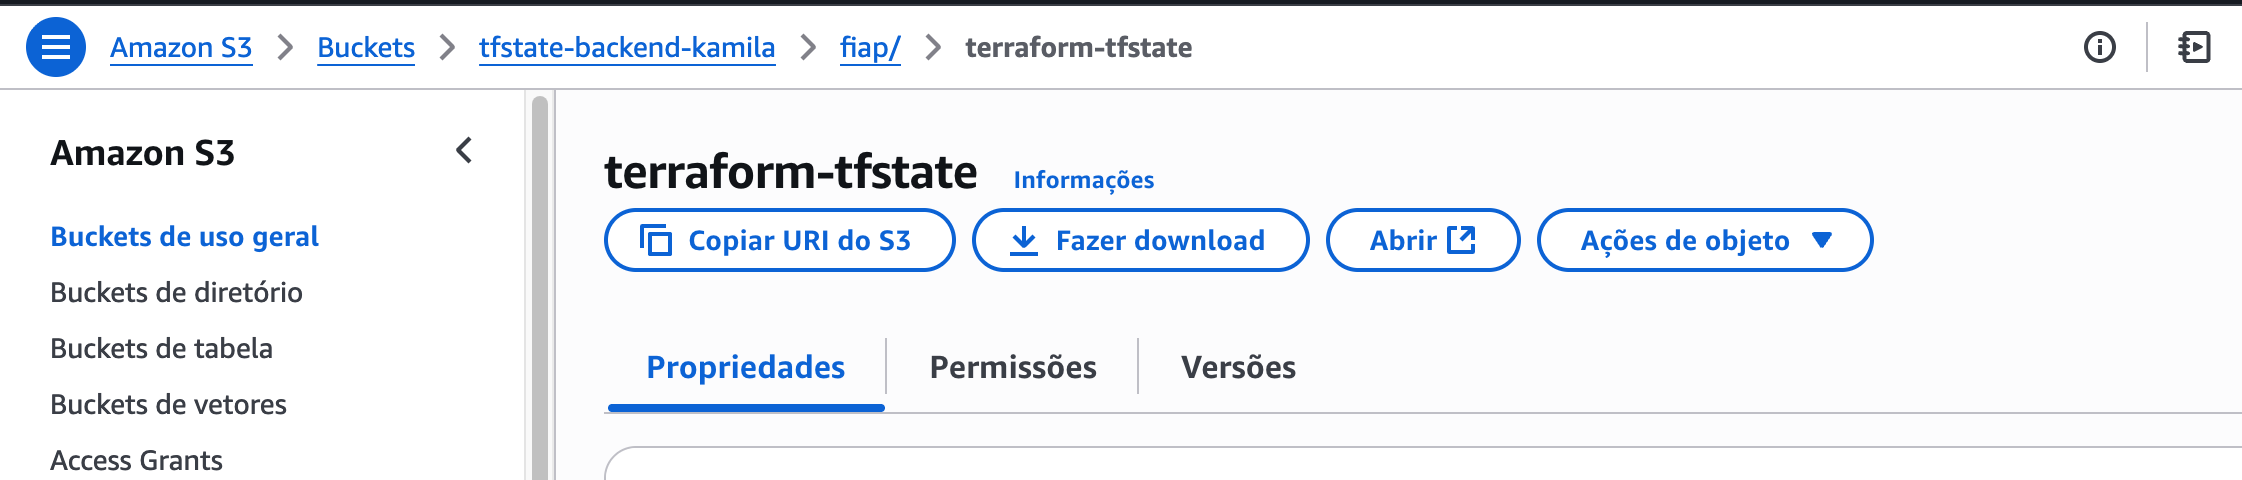 Amazon S3 > Buckets > tfstate-backend-kamila > fiap/ > terraform-tfstate
Amazon S3
Buckets de uso geral
Buckets de diretório
Buckets de tabela
Buckets de vetores
Access Grants
terraform-tfstate Informações
Copiar URI do S3 Fazer download Abrir Ações de objeto
Propriedades Permissões Versões